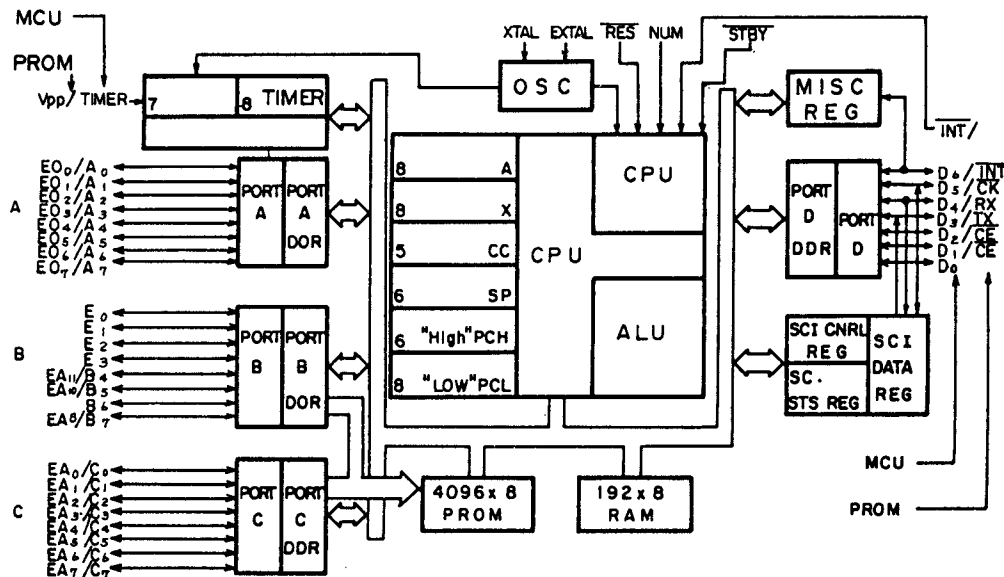 MCU
PROM
Vpp/TIMER
7
8 TIMER
XTAL EXTAL RES NUM STBY
OSC
MISC
REG
INT/
A
EO0/A0
EO1/A1
EO2/A2
EO3/A3
EO4/A4
EO5/A5
EO6/A6
EO7/A7
PORT
A
PORT
A
DOR
8 A
8 X
5 CC
6 SP
6 "High"PCH
8 "LOW"PCL
CPU
CPU
ALU
PORT
D
DDR
PORT
D
D6/INT
D5/CK
D4/RX
D3/TX
D2/CE
D1/CE
D0
B
E0
E1
E2
E3
EA11/B4
EA10/B5
B6
EA8/B7
PORT
B
PORT
B
DOR
SCI CNRL
REG
SC.
STS REG
SCI
DATA
REG
C
EA0/C0
EA1/C1
EA2/C2
EA3/C3
EA4/C4
EA5/C5
EA6/C6
EA7/C7
PORT
C
PORT
C
DDR
4096x8
PROM
192x8
RAM
MCU
PROM